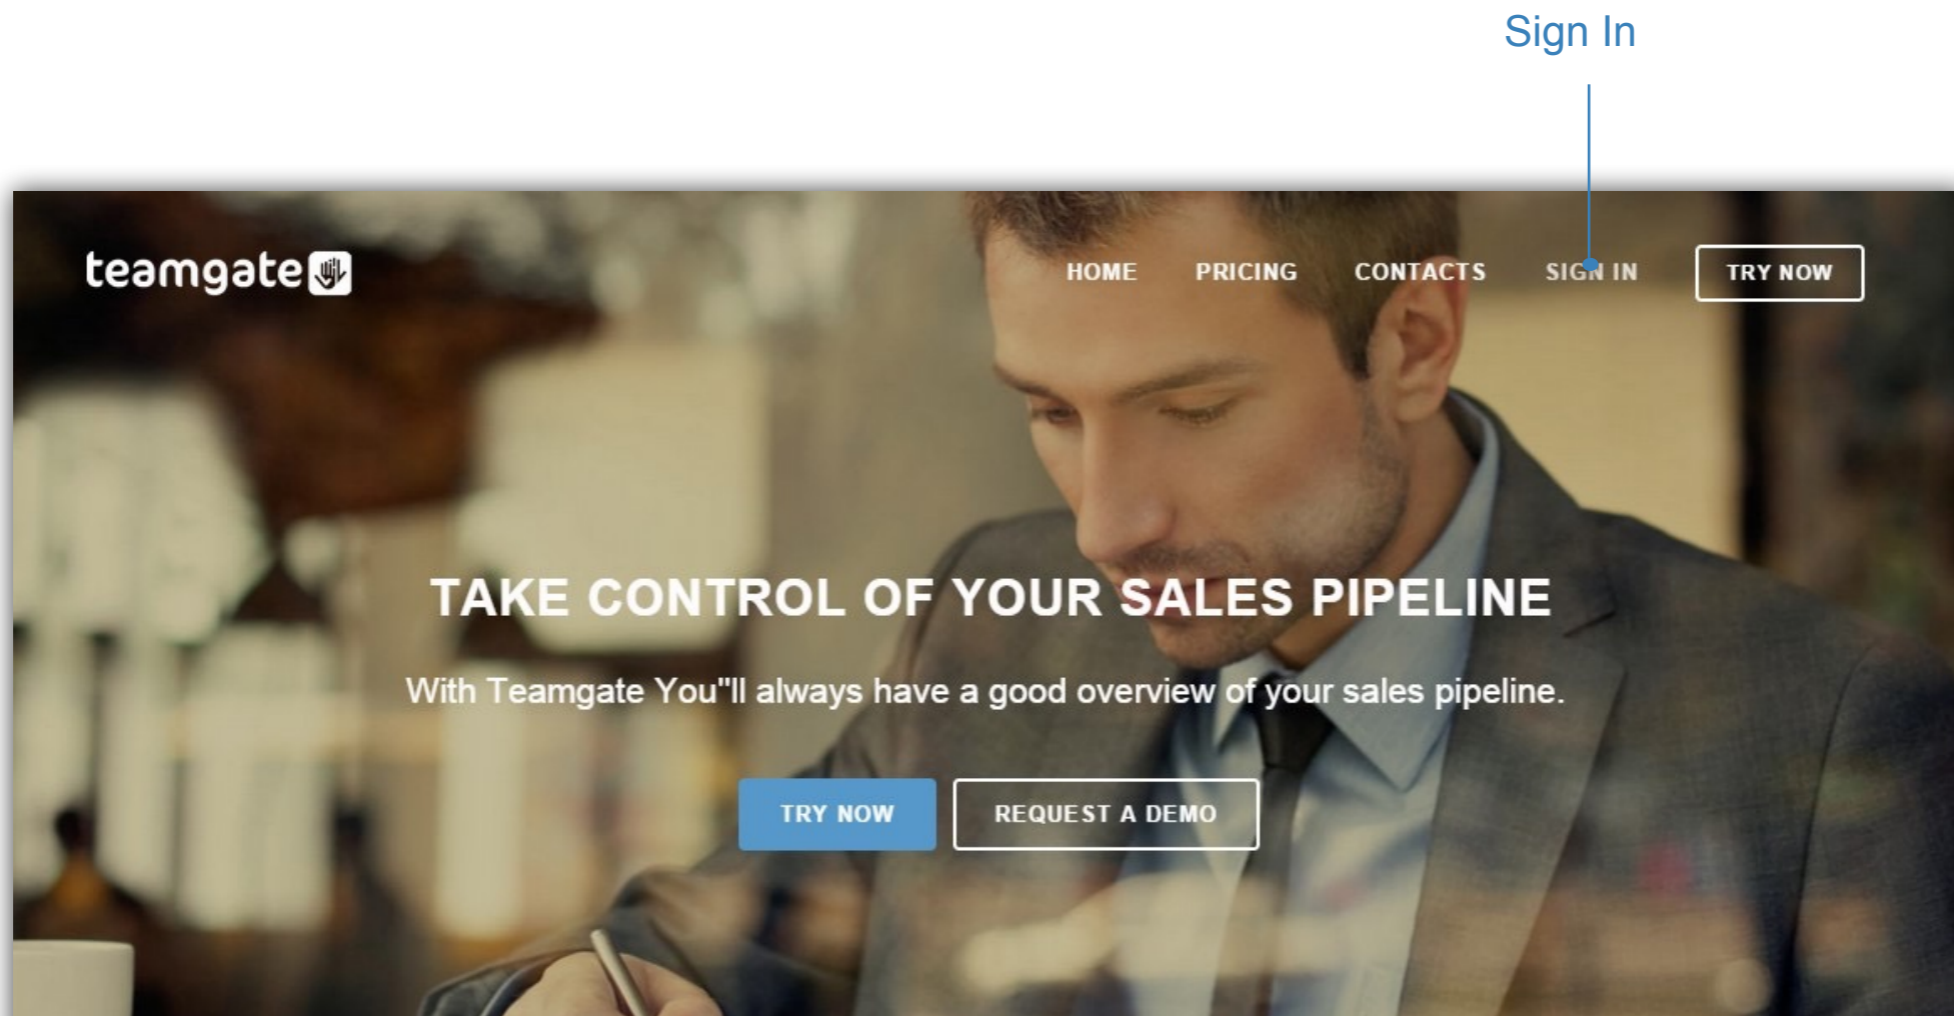 Sign In
teamgate
HOME PRICING CONTACTS SIGN IN TRY NOW
TAKE CONTROL OF YOUR SALES PIPELINE
With Teamgate You"ll always have a good overview of your sales pipeline.
TRY NOW REQUEST A DEMO